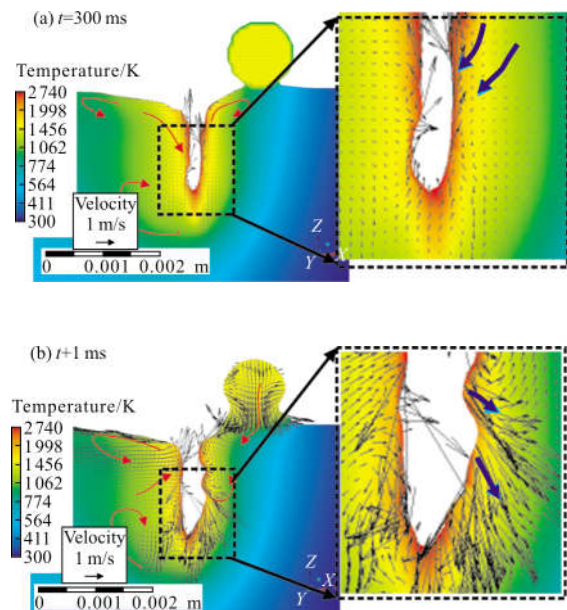 (a) t=300 ms
Temperature/K
2 740
1 998
1 456
1 062
774
564
411
300
Velocity
1 m/s
0 0.001 0.002 m
Z
Y X
(b) t+1 ms
Temperature/K
2 740
1 998
1 456
1 062
774
564
411
300
Velocity
1 m/s
0 0.001 0.002 m
Z
Y X